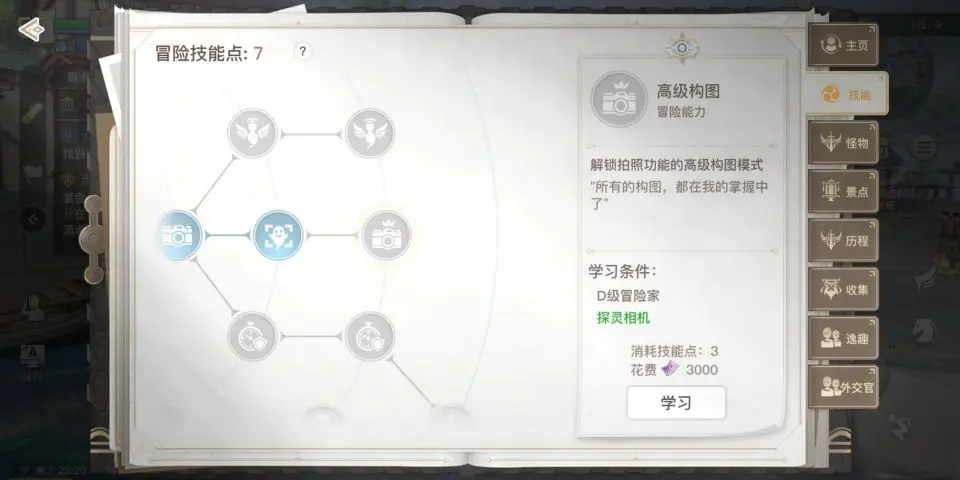 冒险技能点: 7
?
高级构图
冒险能力
解锁拍照功能的高级构图模式
"所有的构图，都在我的掌握中
了"
学习条件：
D级冒险家
探灵相机
消耗技能点：3
花费 3000
学习
主页
技能
怪物
景点
历程
收集
逸趣
外交官
22:20